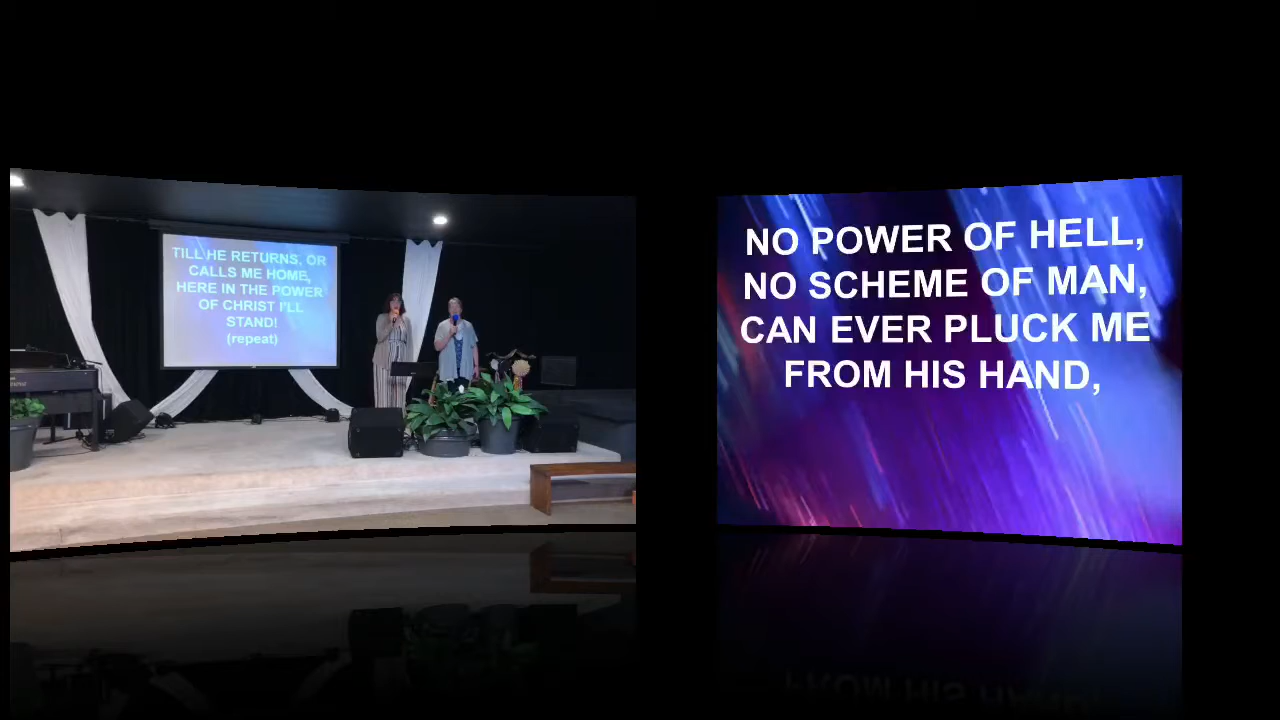 TILL HE RETURNS, OR
CALLS ME HOME,
HERE IN THE POWER
OF CHRIST I'LL
STAND!
(repeat)
NO POWER OF HELL,
NO SCHEME OF MAN,
CAN EVER PLUCK ME
FROM HIS HAND,